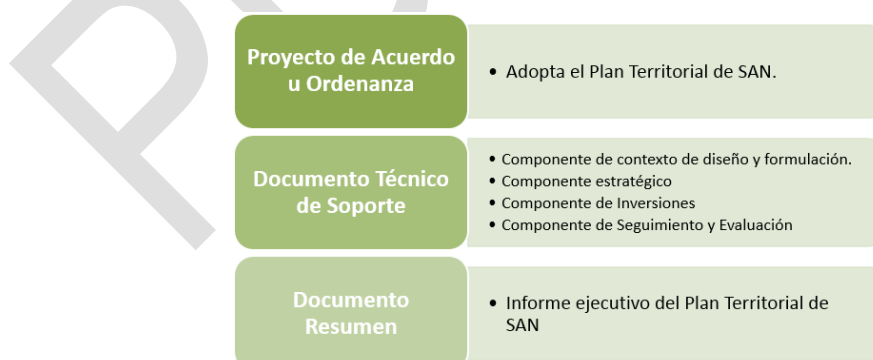 Proyecto de Acuerdo
u Ordenanza
• Adopta el Plan Territorial de SAN.
Documento Técnico
de Soporte
• Componente de contexto de diseño y formulación.
• Componente estratégico
• Componente de Inversiones
• Componente de Seguimiento y Evaluación
Documento
Resumen
• Informe ejecutivo del Plan Territorial de
SAN